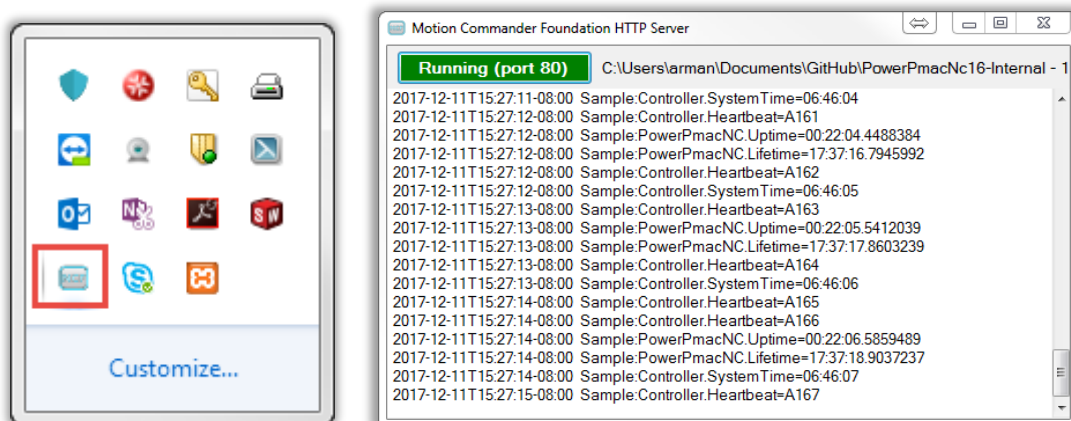 Customize...
Motion Commander Foundation HTTP Server
Running (port 80) C:\Users\arman\Documents\GitHub\PowerPmacNc16-Internal - 1
2017-12-11T15:27:11-08:00 Sample:Controller.SystemTime=06:46:04
2017-12-11T15:27:12-08:00 Sample:Controller.Heartbeat=A161
2017-12-11T15:27:12-08:00 Sample:PowerPmacNC.Uptime=00:22:04.4488384
2017-12-11T15:27:12-08:00 Sample:PowerPmacNC.Lifetime=17:37:16.7945992
2017-12-11T15:27:12-08:00 Sample:Controller.Heartbeat=A162
2017-12-11T15:27:12-08:00 Sample:Controller.SystemTime=06:46:05
2017-12-11T15:27:13-08:00 Sample:Controller.Heartbeat=A163
2017-12-11T15:27:13-08:00 Sample:PowerPmacNC.Uptime=00:22:05.5412039
2017-12-11T15:27:13-08:00 Sample:PowerPmacNC.Lifetime=17:37:17.8603239
2017-12-11T15:27:13-08:00 Sample:Controller.Heartbeat=A164
2017-12-11T15:27:13-08:00 Sample:Controller.SystemTime=06:46:06
2017-12-11T15:27:14-08:00 Sample:Controller.Heartbeat=A165
2017-12-11T15:27:14-08:00 Sample:Controller.Heartbeat=A166
2017-12-11T15:27:14-08:00 Sample:PowerPmacNC.Uptime=00:22:06.5859489
2017-12-11T15:27:14-08:00 Sample:PowerPmacNC.Lifetime=17:37:18.9037237
2017-12-11T15:27:14-08:00 Sample:Controller.SystemTime=06:46:07
2017-12-11T15:27:15-08:00 Sample:Controller.Heartbeat=A167